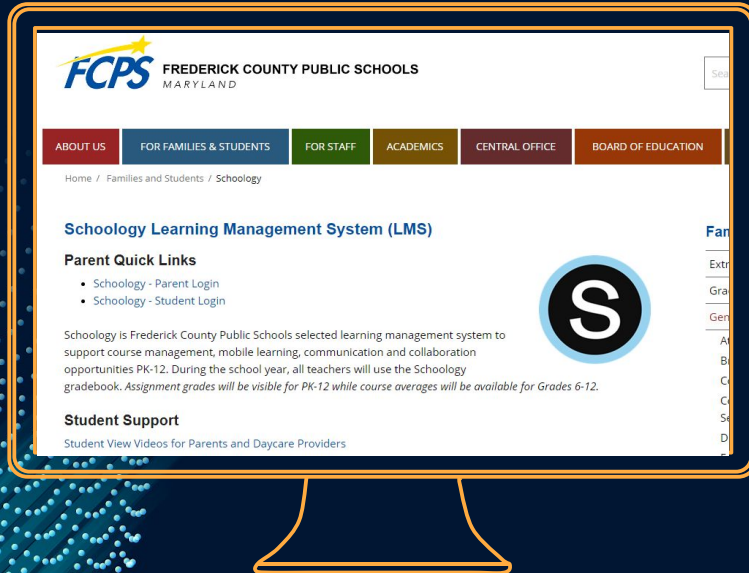 FCPS
FREDERICK COUNTY PUBLIC SCHOOLS
MARYLAND
ABOUT US
FOR FAMILIES & STUDENTS
FOR STAFF
ACADEMICS
CENTRAL OFFICE
BOARD OF EDUCATION
Home / Families and Students / Schoology
Schoology Learning Management System (LMS)
Parent Quick Links
• Schoology - Parent Login
• Schoology - Student Login
S
Schoology is Frederick County Public Schools selected learning management system to
support course management, mobile learning, communication and collaboration
opportunities PK-12. During the school year, all teachers will use the Schoology
gradebook. Assignment grades will be visible for PK-12 while course averages will be available for Grades 6-12.
Student Support
Student View Videos for Parents and Daycare Providers